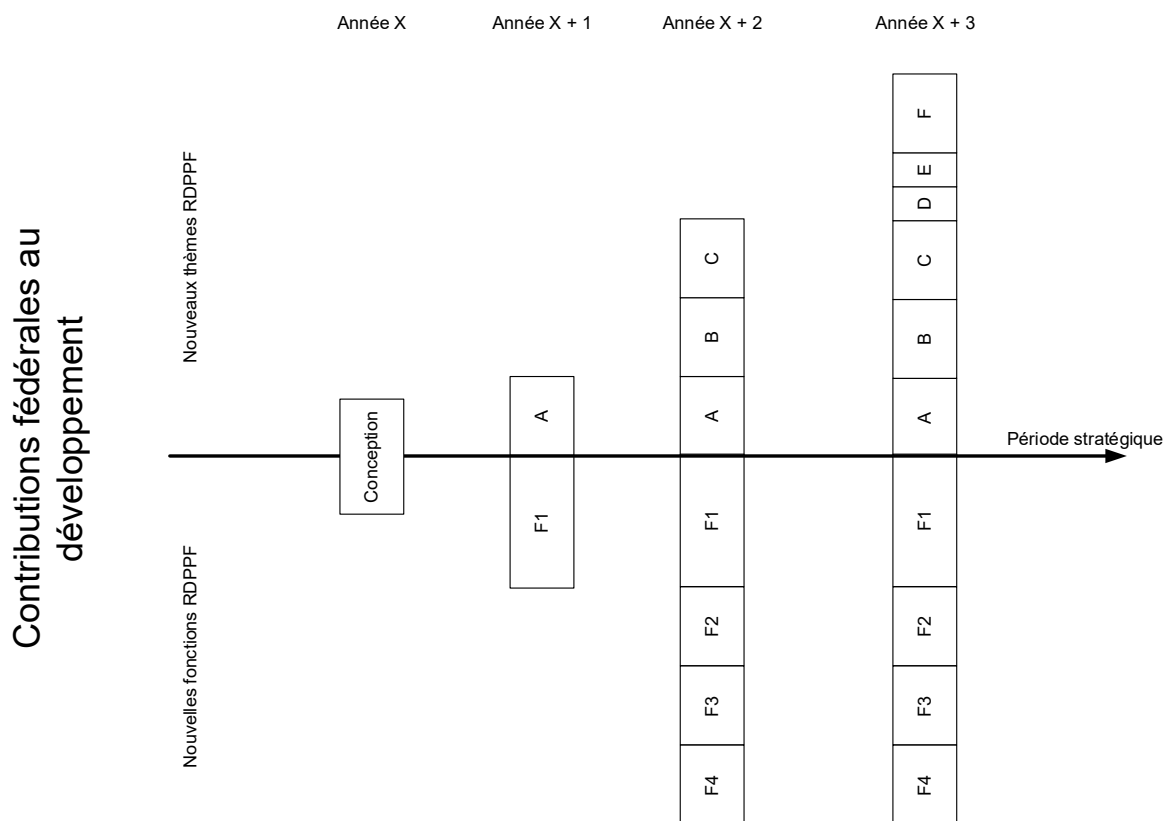 Année X
Année X + 1
Année X + 2
Année X + 3
Contributions fédérales au
développement
Nouveaux thèmes RDPPF
Nouvelles fonctions RDPPF
Conception
A
F1
C
B
A
F1
F2
F3
F4
F
E
D
C
B
A
F1
F2
F3
F4
Période stratégique